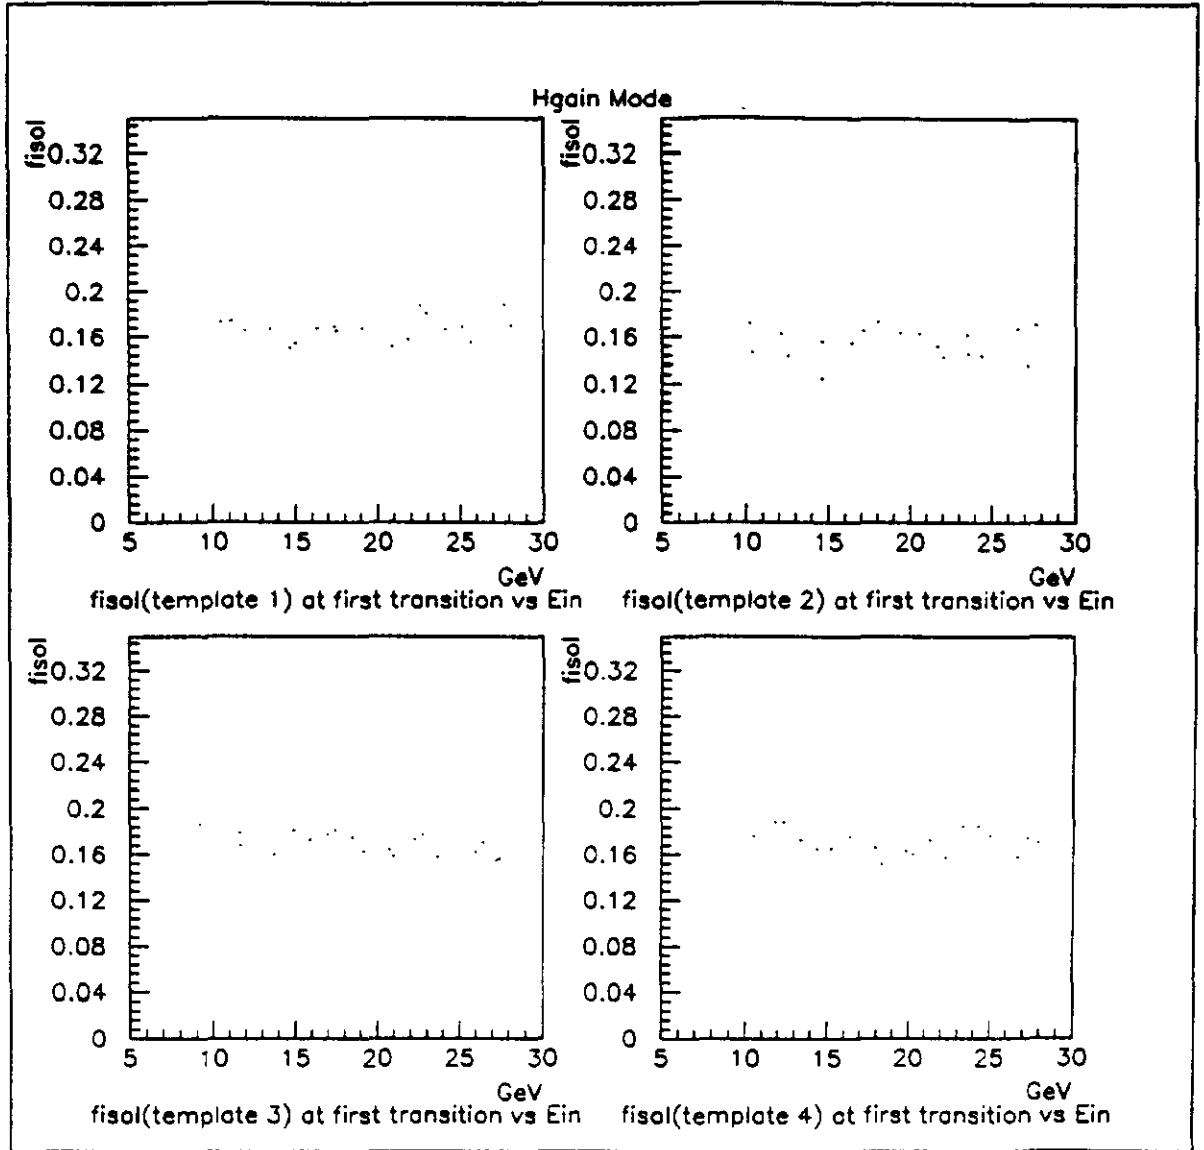 Hgain Mode
fisol
0.32
0.28
0.24
0.2
0.16
0.12
0.08
0.04
0
5 10 15 20 25 30
GeV
fisol(template 1) at first transition vs Ein
fisol
0.32
0.28
0.24
0.2
0.16
0.12
0.08
0.04
0
5 10 15 20 25 30
GeV
fisol(template 2) at first transition vs Ein
fisol
0.32
0.28
0.24
0.2
0.16
0.12
0.08
0.04
0
5 10 15 20 25 30
GeV
fisol(template 3) at first transition vs Ein
fisol
0.32
0.28
0.24
0.2
0.16
0.12
0.08
0.04
0
5 10 15 20 25 30
GeV
fisol(template 4) at first transition vs Ein